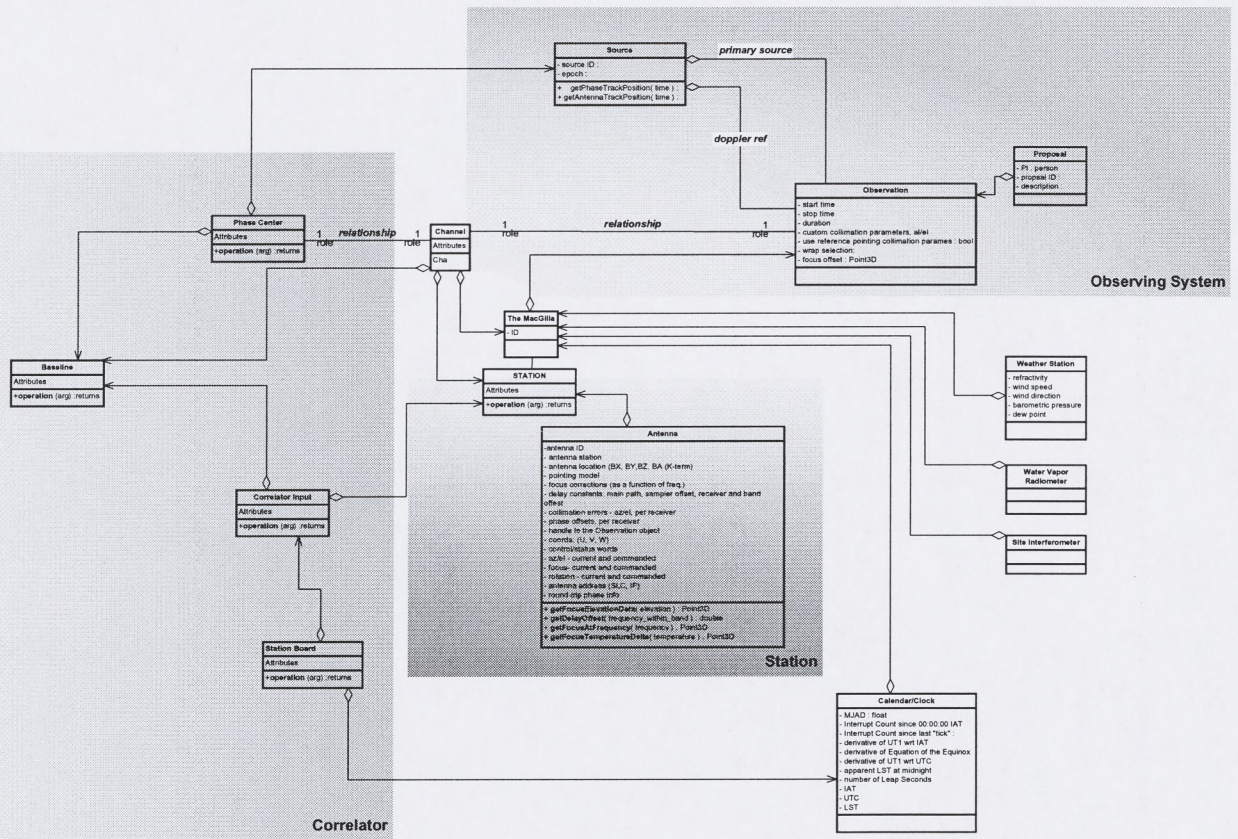 Source
- source ID :
- epoch :
+ getPhaseTrackPosition( time ) :
+ getAntennaTrackPosition( time ) :
primary source
doppler ref
Proposal
- PI : person
- propsal ID :
- description :
Observation
- start time
- stop time
- duration
- custom collimation parameters, al/el
- use reference pointing collimation parames : bool
- wrap selection:
- focus offset : Point3D
Observing System
Phase Center
Attributes
+operation (arg) :returns
1
role
relationship
1
role
Channel
Attributes
Cha
1
role
relationship
1
role
The MacGilla
- ID
STATION
Attributes
+operation (arg) :returns
Baseline
Attributes
+operation (arg) :returns
Weather Station
- refractivity
- wind speed
- wind direction
- barometric pressure
- dew point
Water Vapor
Radiometer
Site Interferometer
Antenna
-antenna ID
- antenna station
- antenna location (BX, BY,BZ, BA (K-term)
- pointing model
- focus corrections (as a function of freq.)
- delay constants: main path, sampler offset, receiver and band
offest
- collimation errors - az/el, per receiver
- phase offsets, per receiver
- handle to the Observation object
- coords. (U, V, W)
- control/status words
- az/el - current and commanded
- focus- current and commanded
- rotation - current and commanded
- antenna address (SLC, IP)
- round-trip phase info
+ getFocusElevationDelta( elevation ) : Point3D
+ getDelayOffset( frequency_within_band ) : double
+ getFocusAtFrequency( frequency ) : Point3D
+ getFocusTemperatureDelta( temperature ) : Point3D
Station
Correlator Input
Attributes
+operation (arg) :returns
Station Board
Attributes
+operation (arg) :returns
Correlator
Calendar/Clock
- MJAD : float
- Interrupt Count since 00:00:00 IAT
- Interrupt Count since last "tick" :
- derivative of UT1 wrt IAT
- derivative of Equation of the Equinox
- derivative of UT1 wrt UTC
- apparent LST at midnight
- number of Leap Seconds
- IAT
- UTC
- LST